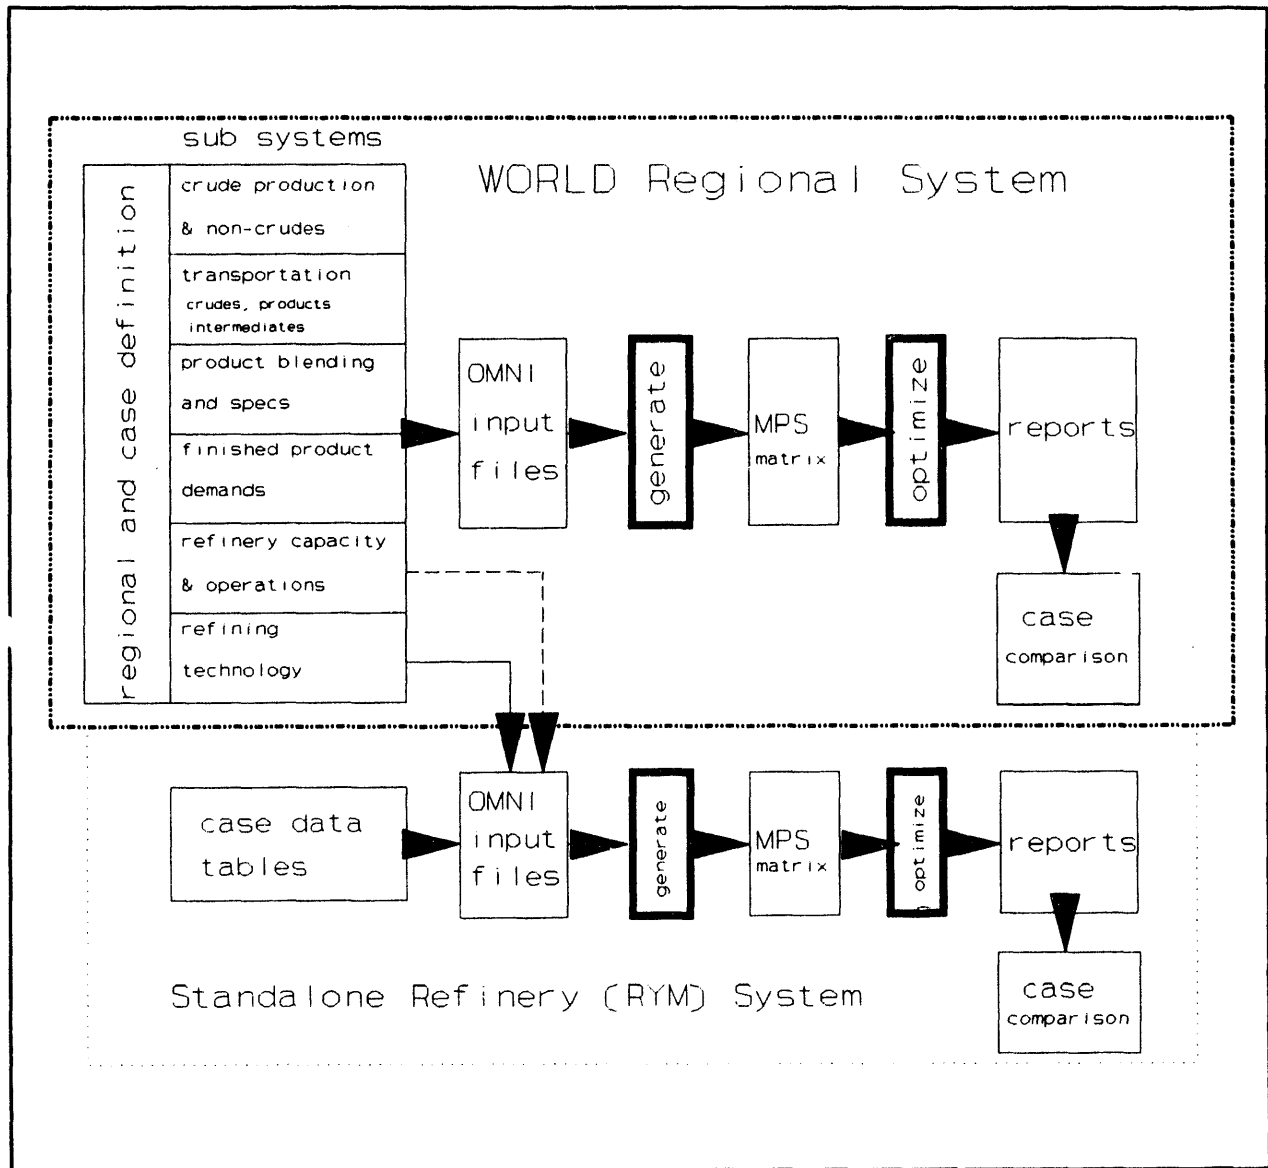 sub systems
WORLD Regional System
regional and case definition
crude production
& non-crudes
transportation
crudes, products
intermediates
product blending
and specs
finished product
demands
refinery capacity
& operations
refining
technology
OMNI
input
files
generate
MPS
matrix
optimize
reports
case
comparison
case data
tables
OMNI
input
files
generate
MPS
matrix
optimize
reports
case
comparison
Standalone Refinery (RYM) System